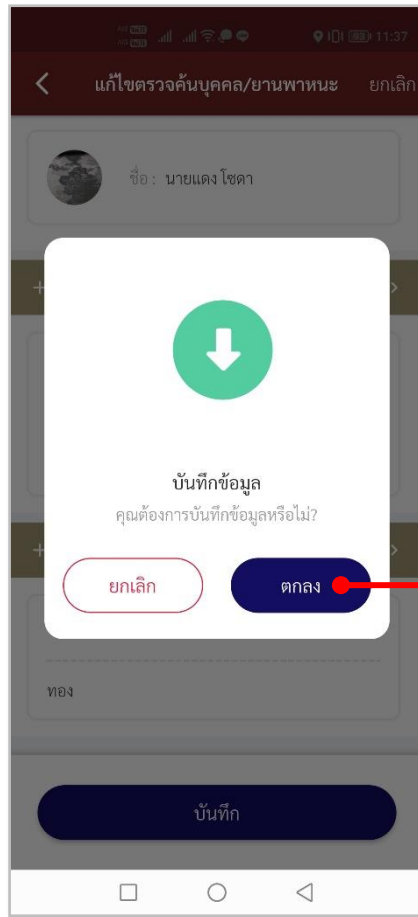 11:37
แก้ไขตรวจค้นบุคคล/ยานพาหนะ ยกเลิก
ชื่อ : นายแดง โซดา
+
บันทึกข้อมูล
คุณต้องการบันทึกข้อมูลหรือไม่?
+
ยกเลิก ตกลง
ทอง
บันทึก